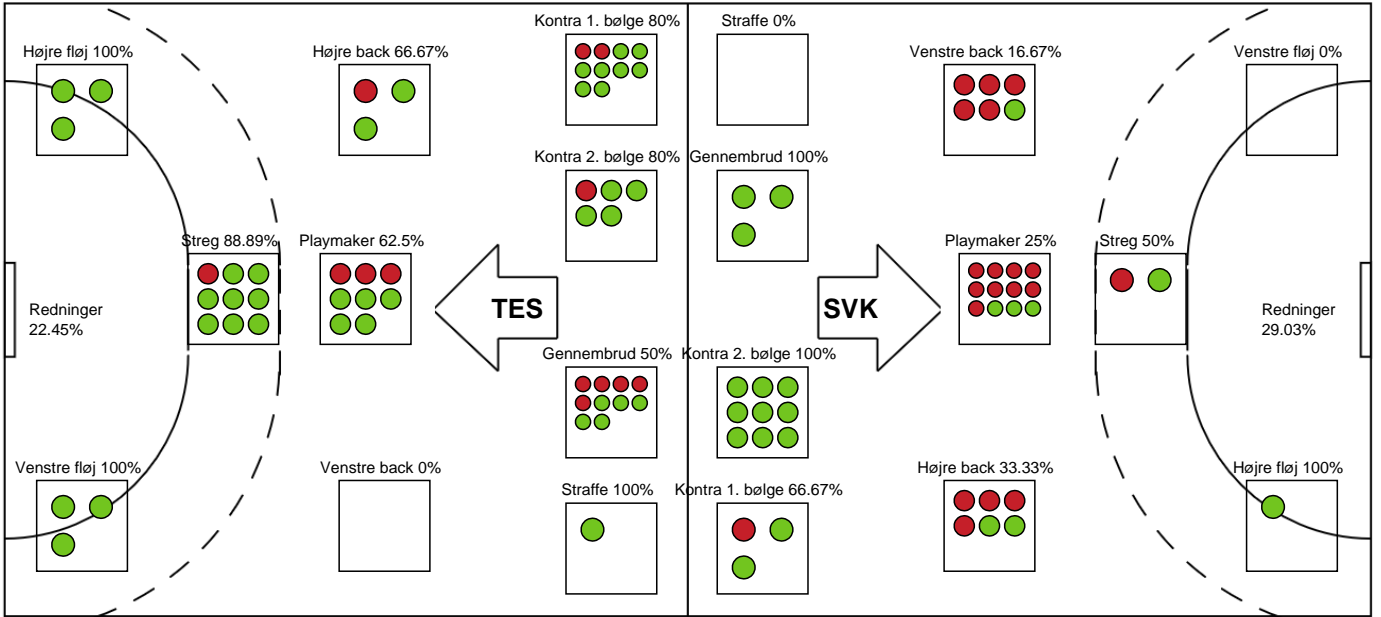 Kontra 1. bølge 80%
Straffe 0%
Højre fløj 100%
Højre back 66.67%
Venstre back 16.67%
Venstre fløj 0%
Kontra 2. bølge 80%
Gennembrud 100%
Streg 88.89%
Playmaker 62.5%
Playmaker 25%
Streg 50%
Redninger
22.45%
TES
SVK
Redninger
29.03%
Gennembrud 50%
Kontra 2. bølge 100%
Venstre fløj 100%
Venstre back 0%
Højre back 33.33%
Højre fløj 100%
Straffe 100%
Kontra 1. bølge 66.67%